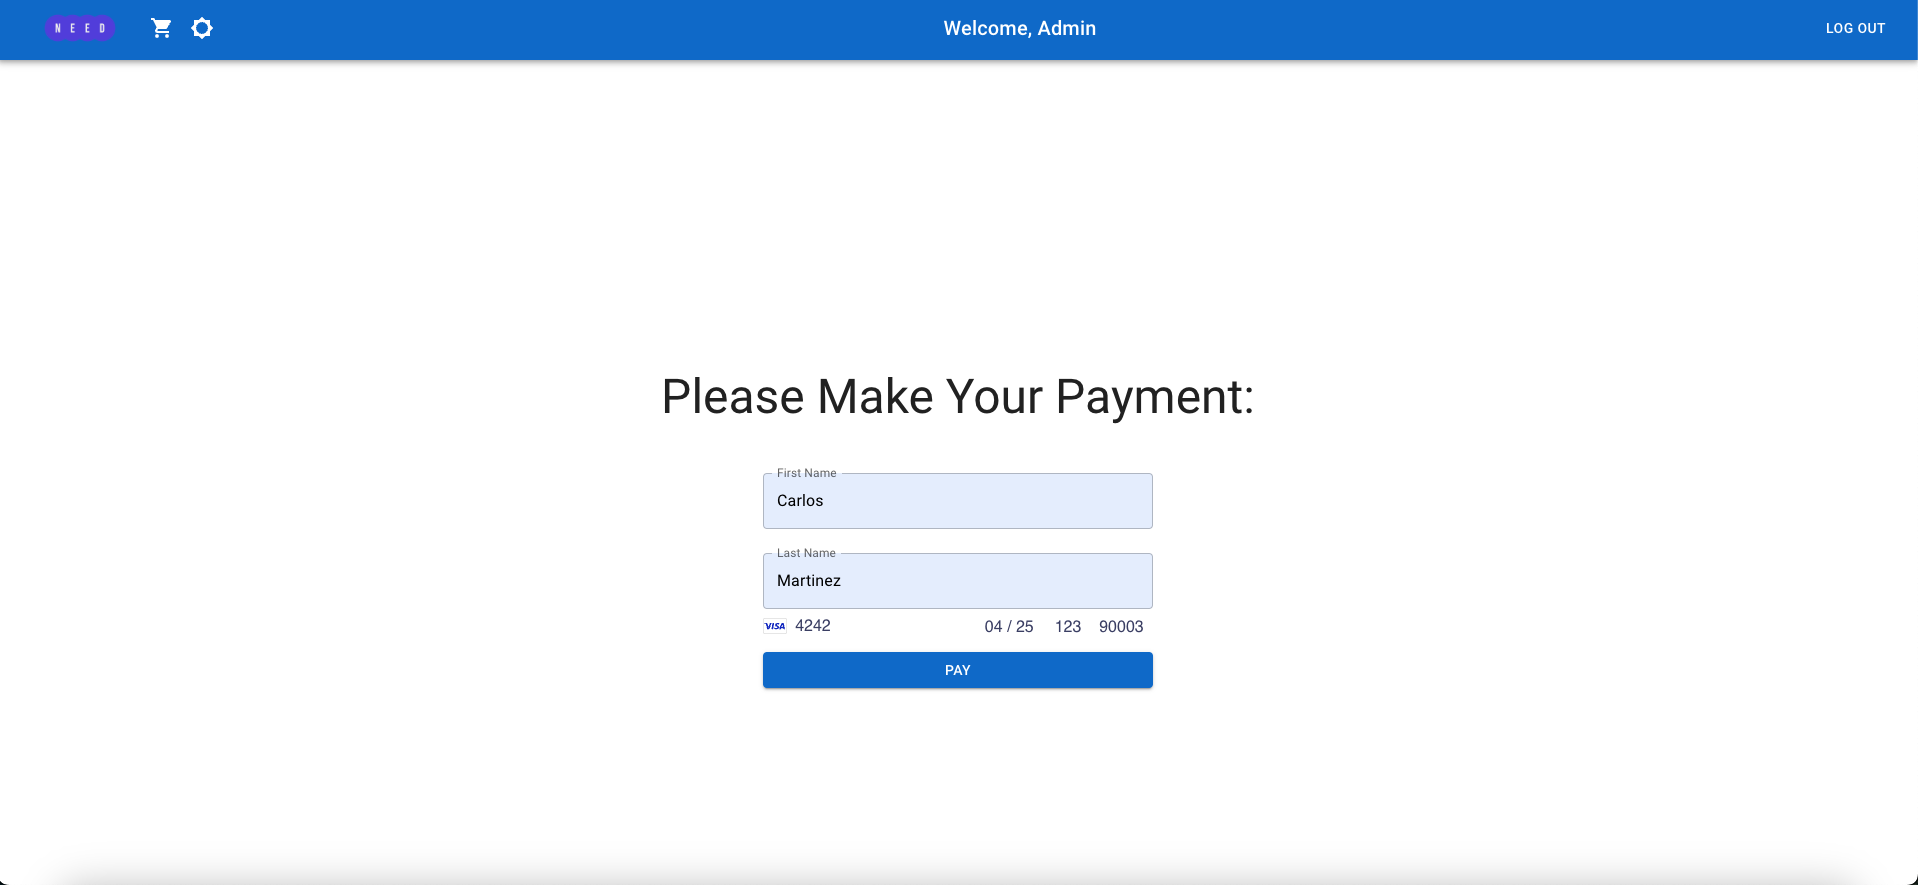 NEED
Welcome, Admin
LOG OUT
Please Make Your Payment:
First Name
Carlos
Last Name
Martinez
VISA 4242 04 / 25 123 90003
PAY